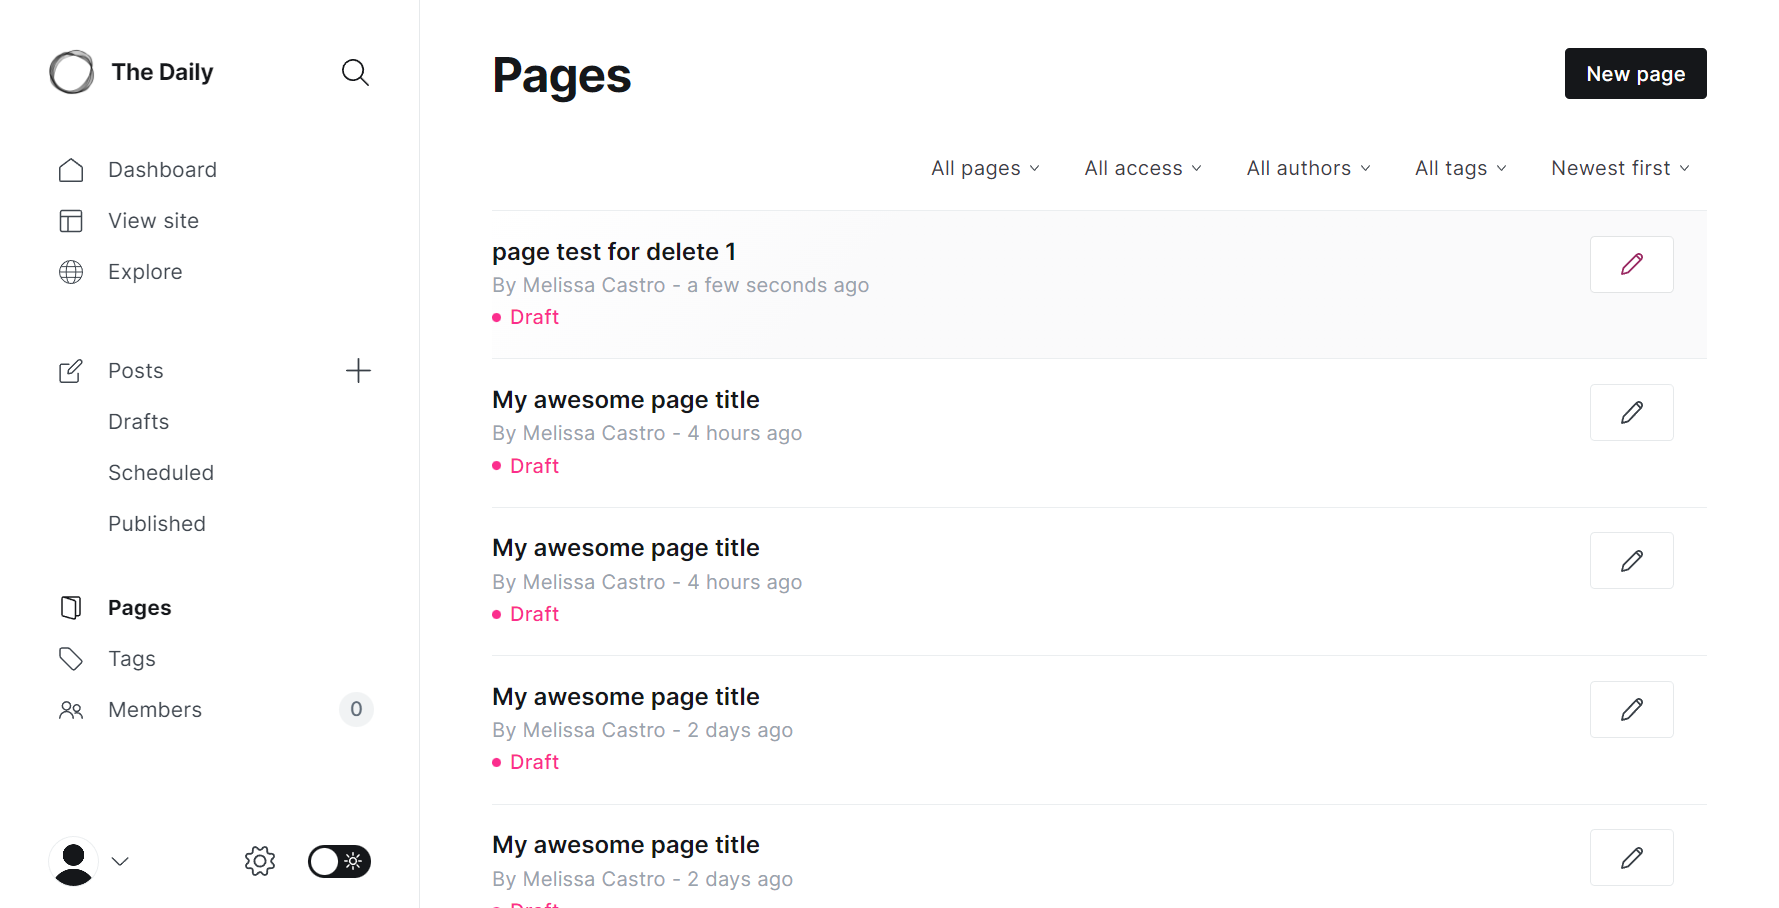 The Daily
Dashboard
View site
Explore
Posts
Drafts
Scheduled
Published
Pages
Tags
Members 0
Pages
New page
All pages All access All authors All tags Newest first
page test for delete 1
By Melissa Castro - a few seconds ago
Draft
My awesome page title
By Melissa Castro - 4 hours ago
Draft
My awesome page title
By Melissa Castro - 4 hours ago
Draft
My awesome page title
By Melissa Castro - 2 days ago
Draft
My awesome page title
By Melissa Castro - 2 days ago
Draft